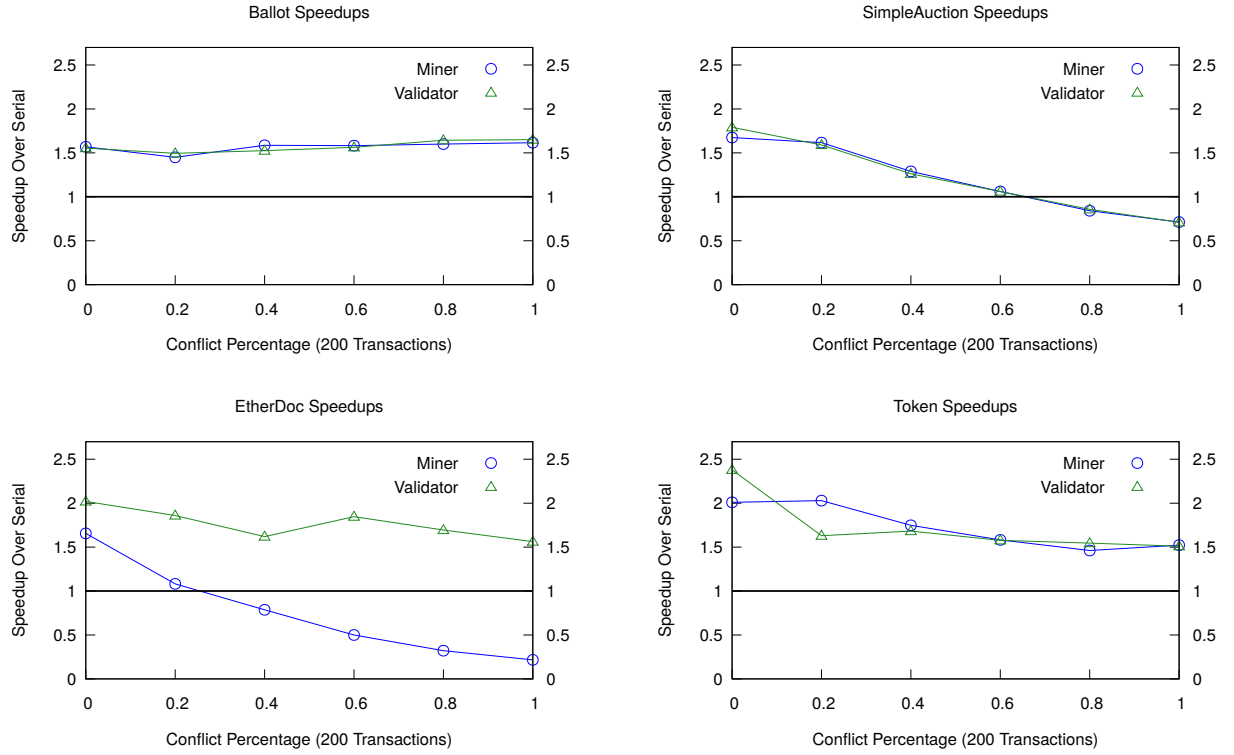 Ballot Speedups
Miner
Validator
Speedup Over Serial
2.5 2.5
2 2
1.5 1.5
1 1
0.5 0.5
0 0
0 0.2 0.4 0.6 0.8 1
Conflict Percentage (200 Transactions)
SimpleAuction Speedups
Miner
Validator
Speedup Over Serial
2.5 2.5
2 2
1.5 1.5
1 1
0.5 0.5
0 0
0 0.2 0.4 0.6 0.8 1
Conflict Percentage (200 Transactions)
EtherDoc Speedups
Miner
Validator
Speedup Over Serial
2.5 2.5
2 2
1.5 1.5
1 1
0.5 0.5
0 0
0 0.2 0.4 0.6 0.8 1
Conflict Percentage (200 Transactions)
Token Speedups
Miner
Validator
Speedup Over Serial
2.5 2.5
2 2
1.5 1.5
1 1
0.5 0.5
0 0
0 0.2 0.4 0.6 0.8 1
Conflict Percentage (200 Transactions)